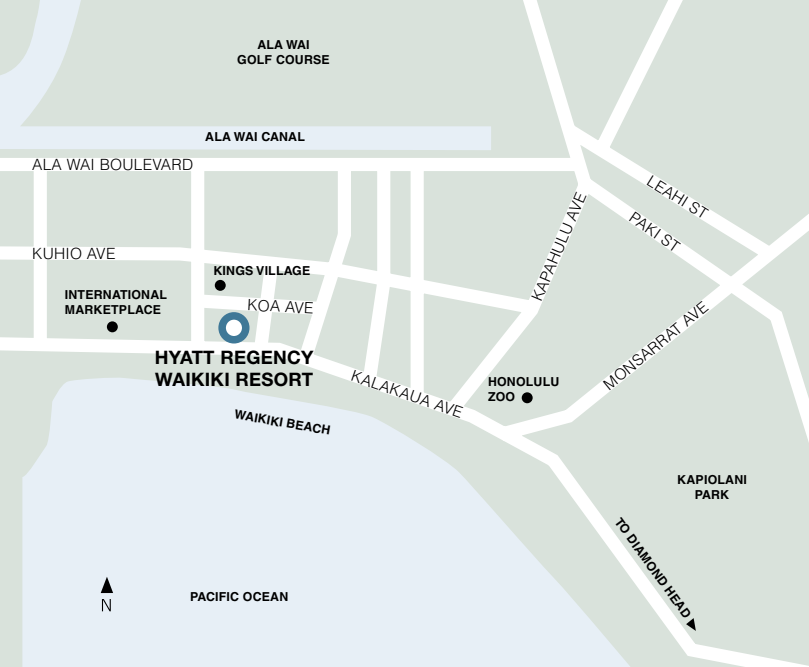 ALA WAI
GOLF COURSE
ALA WAI CANAL
ALA WAI BOULEVARD
LEAHI ST
PAKI ST
KAPAHULU AVE
KUHIO AVE
KINGS VILLAGE
INTERNATIONAL
MARKETPLACE
KOA AVE
MONSARRAT AVE
HYATT REGENCY
WAIKIKI RESORT
KALAKAUA AVE
HONOLULU
ZOO
WAIKIKI BEACH
KAPIOLANI
PARK
TO DIAMOND HEAD
N
PACIFIC OCEAN